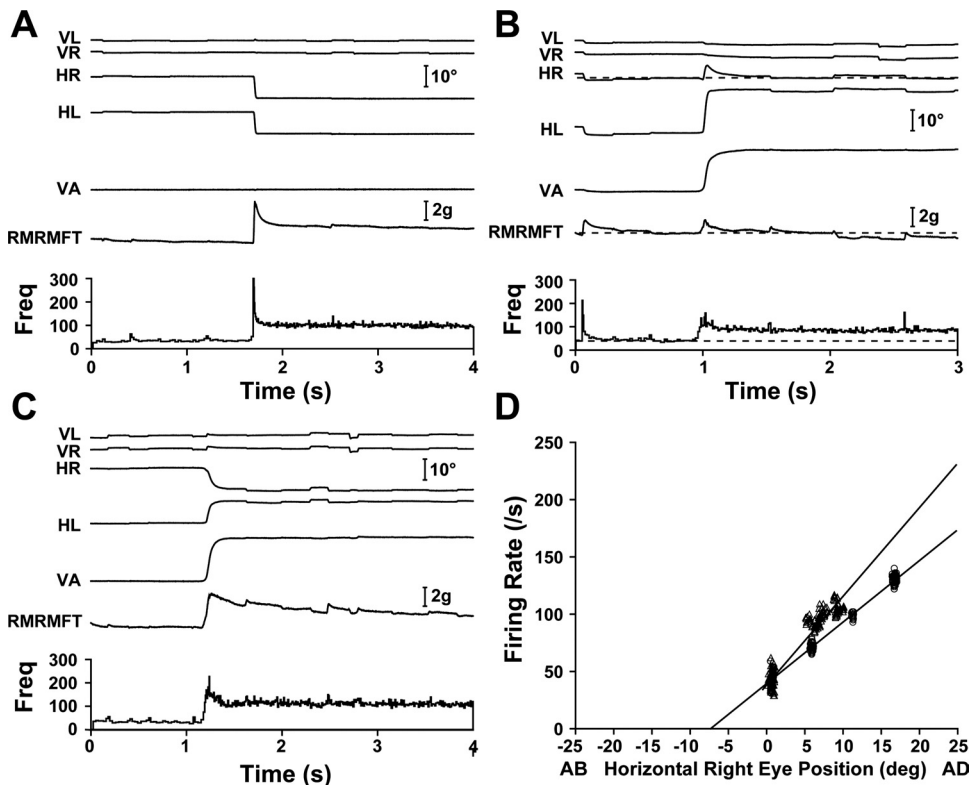 A
VL
VR
HR
10°
HL
VA
2g
RMRMFT
300
200
100
0
Freq
0 1 2 3 4
Time (s)
B
VL
VR
HR
10°
HL
VA
2g
RMRMFT
300
200
100
0
Freq
0 1 2 3
Time (s)
C
VL
VR
HR
10°
HL
VA
2g
RMRMFT
300
200
100
0
Freq
0 1 2 3 4
Time (s)
D
250
200
150
100
50
0
Firing Rate (/s)
-25 -20 -15 -10 -5 0 5 10 15 20 25
AB Horizontal Right Eye Position (deg) AD